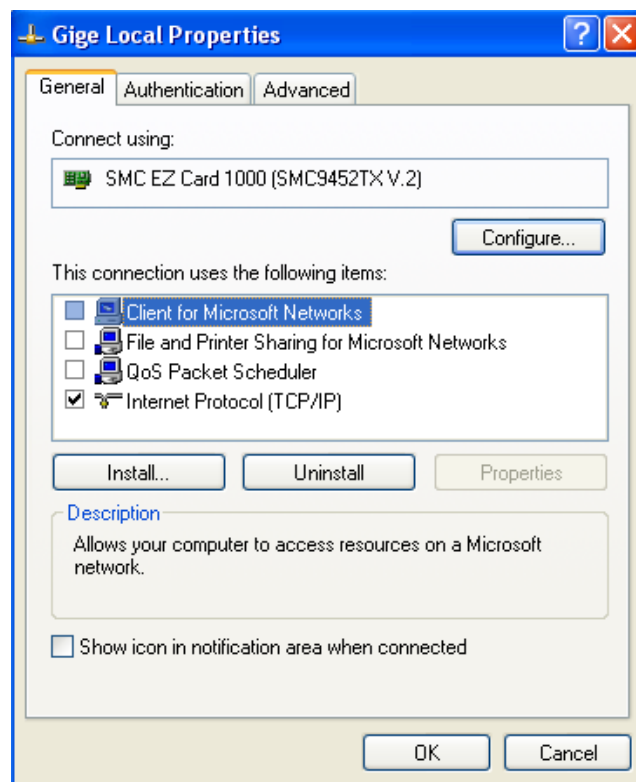 Gige Local Properties
General Authentication Advanced
Connect using:
SMC EZ Card 1000 (SMC9452TX V.2)
Configure...
This connection uses the following items:
Client for Microsoft Networks
File and Printer Sharing for Microsoft Networks
QoS Packet Scheduler
Internet Protocol (TCP/IP)
Install... Uninstall Properties
Description
Allows your computer to access resources on a Microsoft
network.
Show icon in notification area when connected
OK Cancel